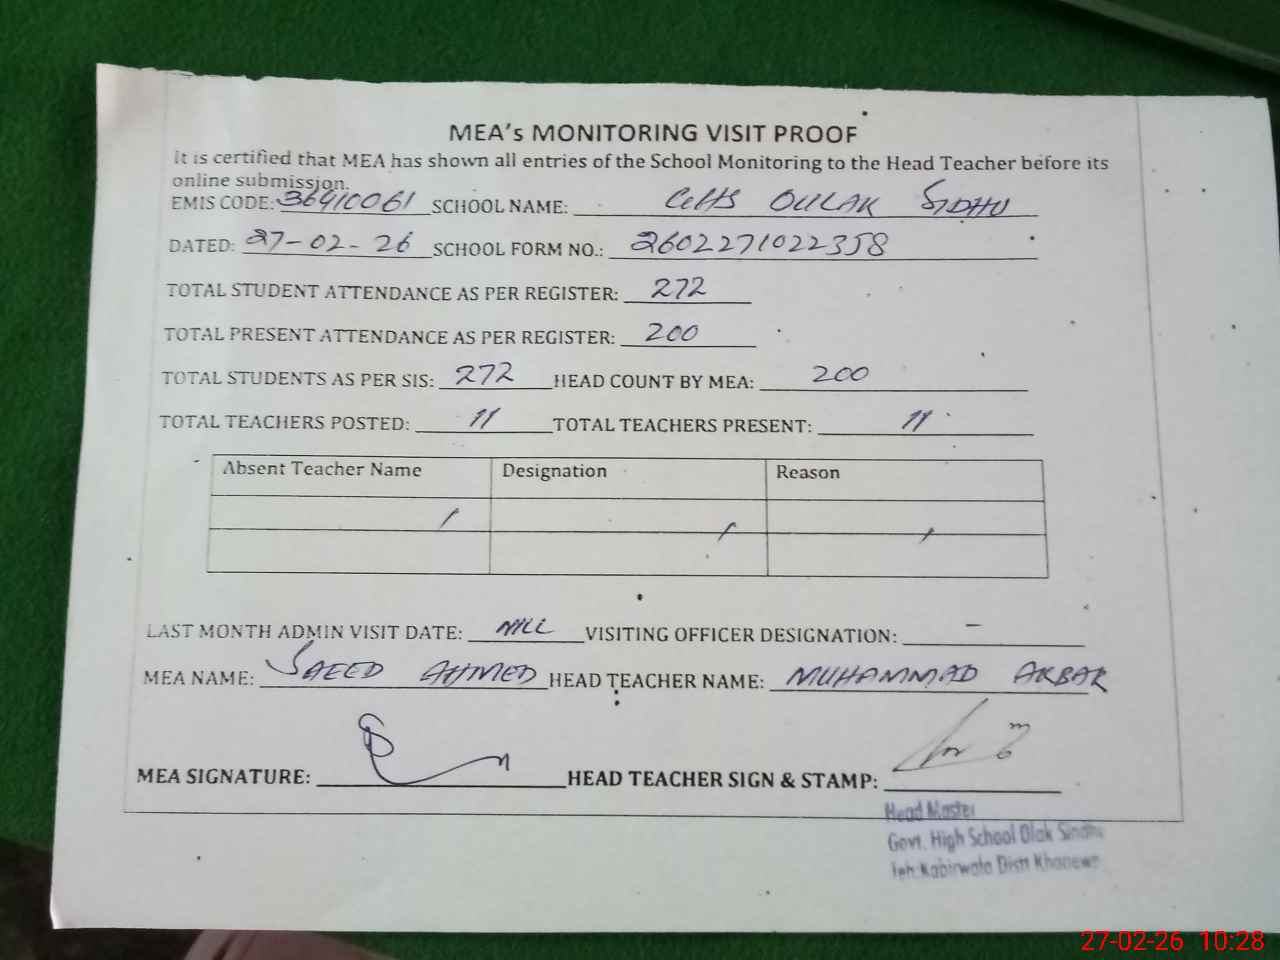 MEA's MONITORING VISIT PROOF
It is certified that MEA has shown all entries of the School Monitoring to the Head Teacher before its
online submission.
EMIS CODE: 36410061 SCHOOL NAME: GHS OULAK SIDHU
DATED: 27-02-26 SCHOOL FORM NO.: 2602271022358
TOTAL STUDENT ATTENDANCE AS PER REGISTER: 272
TOTAL PRESENT ATTENDANCE AS PER REGISTER: 200
TOTAL STUDENTS AS PER SIS: 272 HEAD COUNT BY MEA: 200
TOTAL TEACHERS POSTED: 11 TOTAL TEACHERS PRESENT: 11
Absent Teacher Name Designation Reason
LAST MONTH ADMIN VISIT DATE: NILL VISITING OFFICER DESIGNATION: -
MEA NAME: SAEED AHMED HEAD TEACHER NAME: MUHAMMAD AKBAR
MEA SIGNATURE: HEAD TEACHER SIGN & STAMP:
Head Master
Govt. High School Olak Sindhu
Teh: Kabirwala Distt Khanewal
27-02-26 10:28